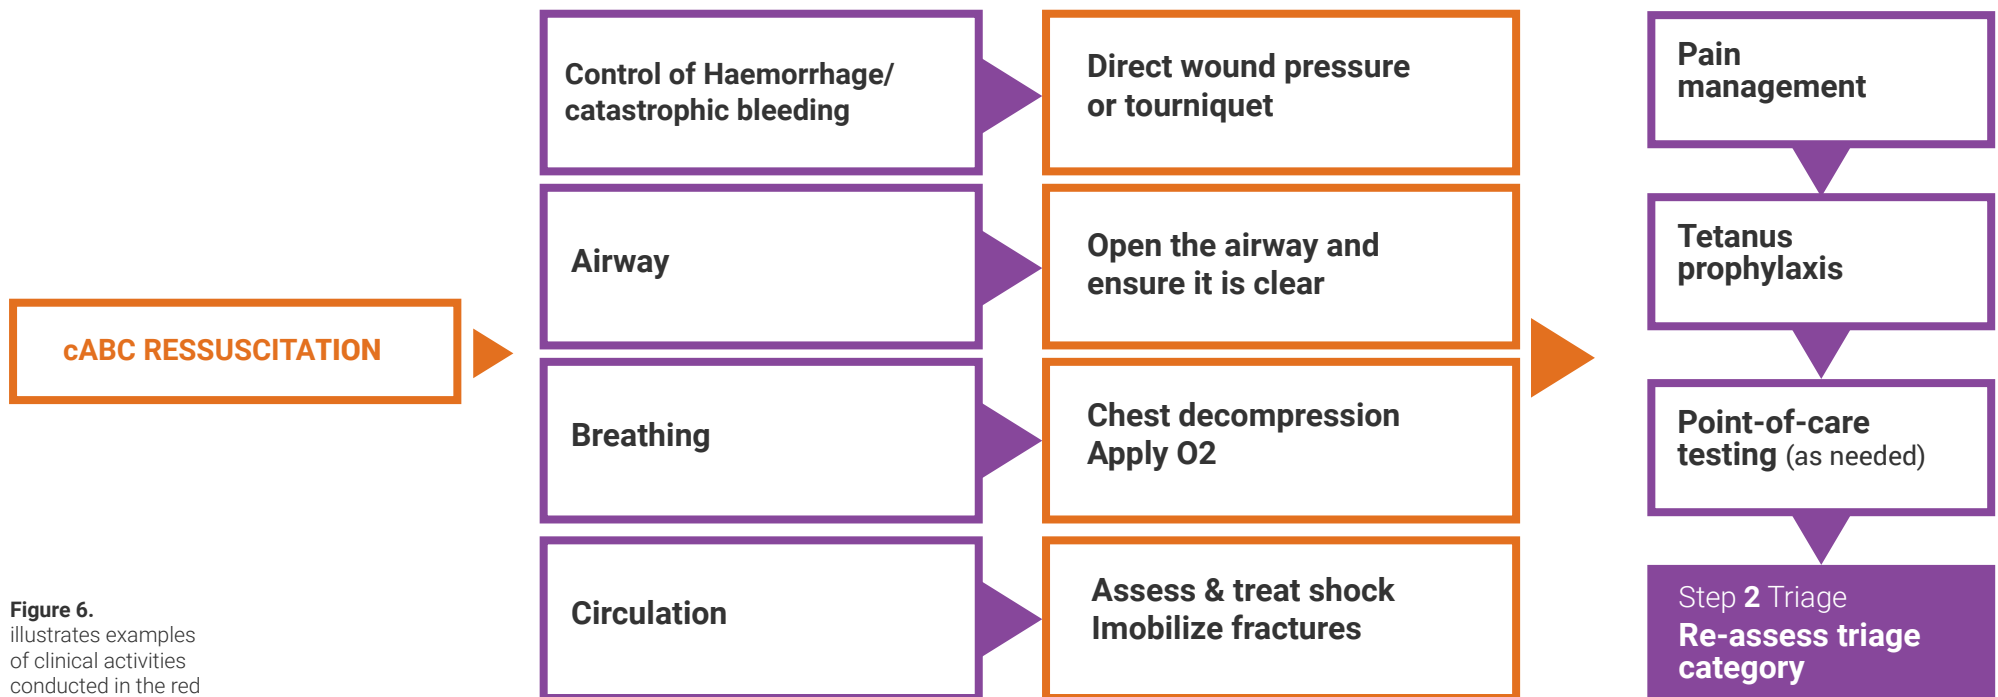 cABC RESSUSCITATION
Control of Haemorrhage/
catastrophic bleeding
Direct wound pressure
or tourniquet
Airway
Open the airway and
ensure it is clear
Breathing
Chest decompression
Apply O2
Circulation
Assess & treat shock
Imobilize fractures
Pain
management
Tetanus
prophylaxis
Point-of-care
testing (as needed)
Step 2 Triage
Re-assess triage
category
Figure 6.
illustrates examples
of clinical activities
conducted in the red